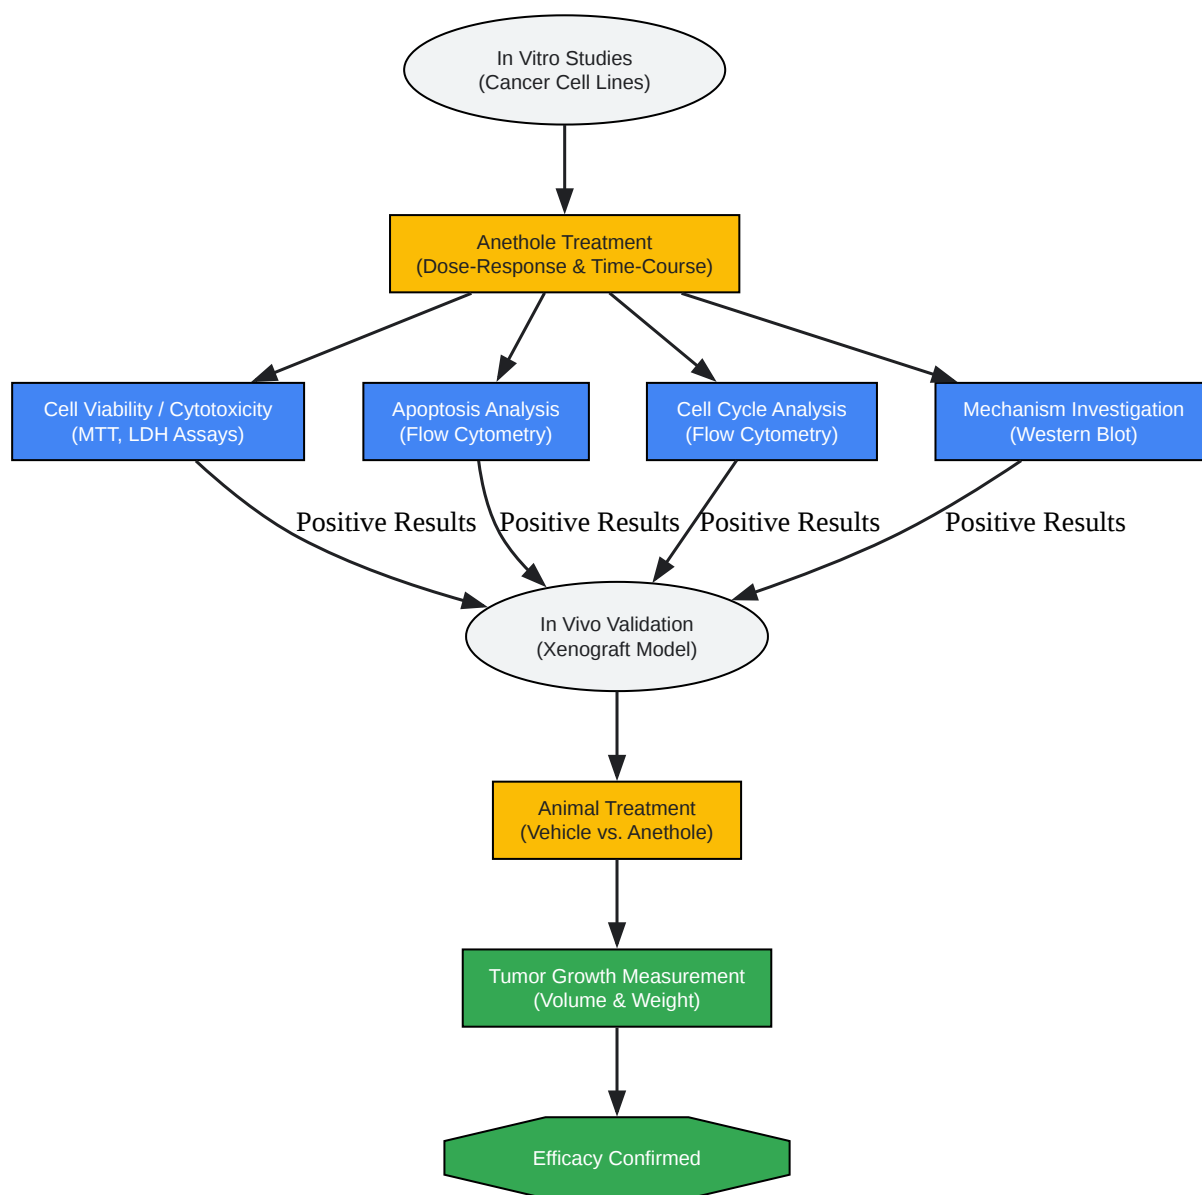 In Vitro Studies
(Cancer Cell Lines)
Anethole Treatment
(Dose-Response & Time-Course)
Cell Viability / Cytotoxicity
(MTT, LDH Assays)
Apoptosis Analysis
(Flow Cytometry)
Cell Cycle Analysis
(Flow Cytometry)
Mechanism Investigation
(Western Blot)
Positive Results
Positive Results
Positive Results
Positive Results
In Vivo Validation
(Xenograft Model)
Animal Treatment
(Vehicle vs. Anethole)
Tumor Growth Measurement
(Volume & Weight)
Efficacy Confirmed